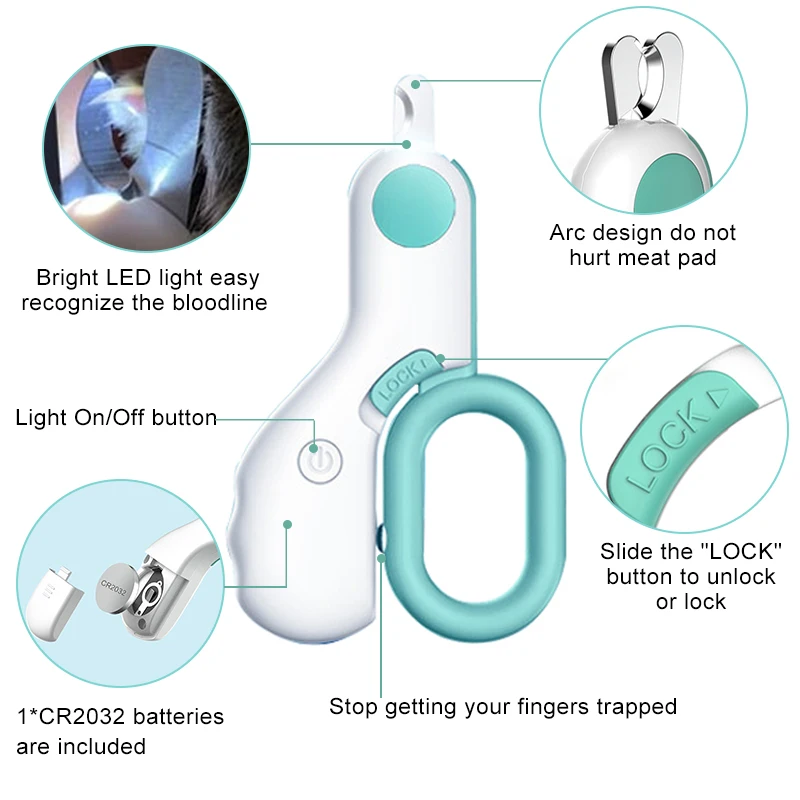 Bright LED light easy
recognize the bloodline
Arc design do not
hurt meat pad
LOCK
Light On/Off button
LOCK
Slide the "LOCK"
button to unlock
or lock
CR2032
1*CR2032 batteries
are included
Stop getting your fingers trapped